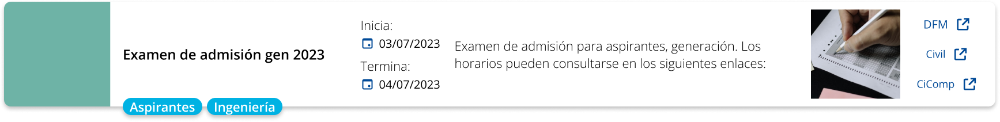 Examen de admisión gen 2023
Aspirantes
Ingeniería
Inicia:
03/07/2023
Termina:
04/07/2023
Examen de admisión para aspirantes, generación. Los
horarios pueden consultarse en los siguientes enlaces:
DFM
Civil
CiComp